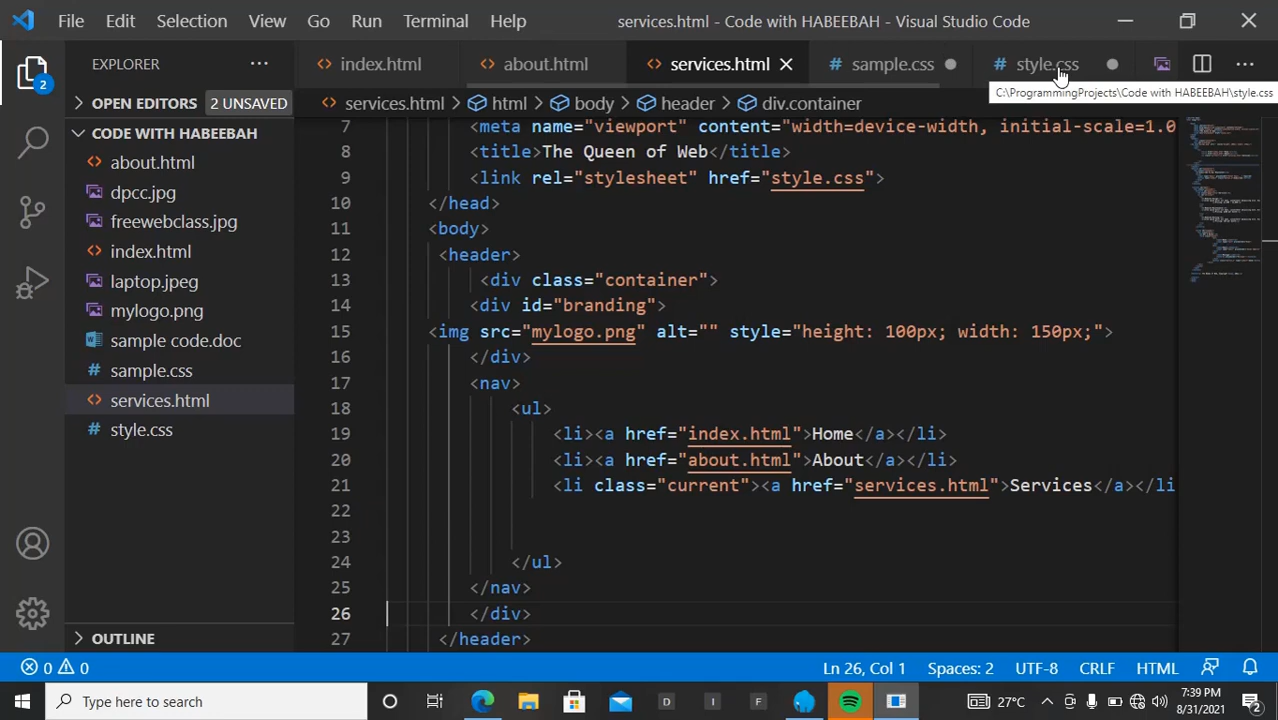 File Edit Selection View Go Run Terminal Help services.html - Code with HABEEBAH - Visual Studio Code
EXPLORER
index.html about.html services.html sample.css style.css
C:\ProgrammingProjects\Code with HABEEBAH\style.css
OPEN EDITORS 2 UNSAVED
services.html > html > body > header > div.container
CODE WITH HABEEBAH
about.html
dpcc.jpg
freewebclass.jpg
index.html
laptop.jpeg
mylogo.png
sample code.doc
sample.css
services.html
style.css
OUTLINE
2
7 <meta name="viewport" content="width=device-width, initial-scale=1.0
8 <title>The Queen of Web</title>
9 <link rel="stylesheet" href="style.css">
10 </head>
11 <body>
12 <header>
13 <div class="container">
14 <div id="branding">
15 <img src="mylogo.png" alt="" style="height: 100px; width: 150px;">
16 </div>
17 <nav>
18 <ul>
19 <li><a href="index.html">Home</a></li>
20 <li><a href="about.html">About</a></li>
21 <li class="current"><a href="services.html">Services</a></li
22
23
24 </ul>
25 </nav>
26 </div>
27 </header>
0 0 Ln 26, Col 1 Spaces: 2 UTF-8 CRLF HTML
Type here to search D I F 27°C 7:39 PM
8/31/2021
2